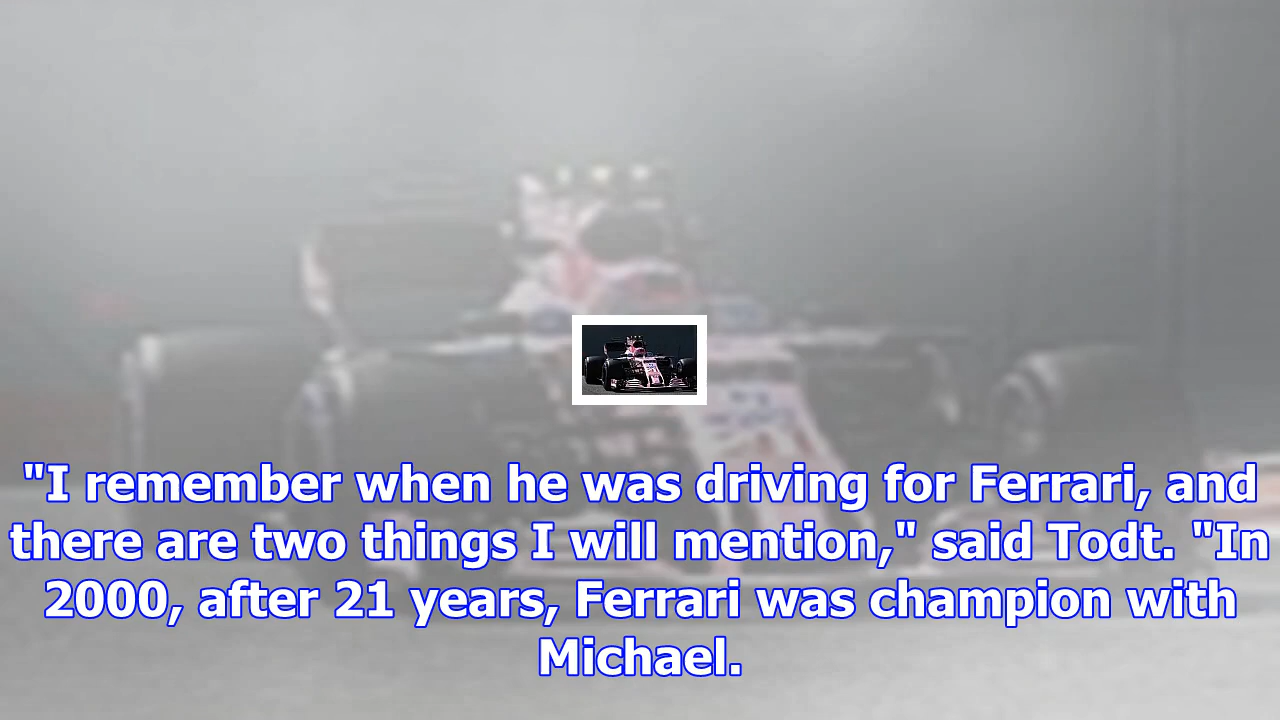 "I remember when he was driving for Ferrari, and
there are two things I will mention," said Todt. "In
2000, after 21 years, Ferrari was champion with
Michael.